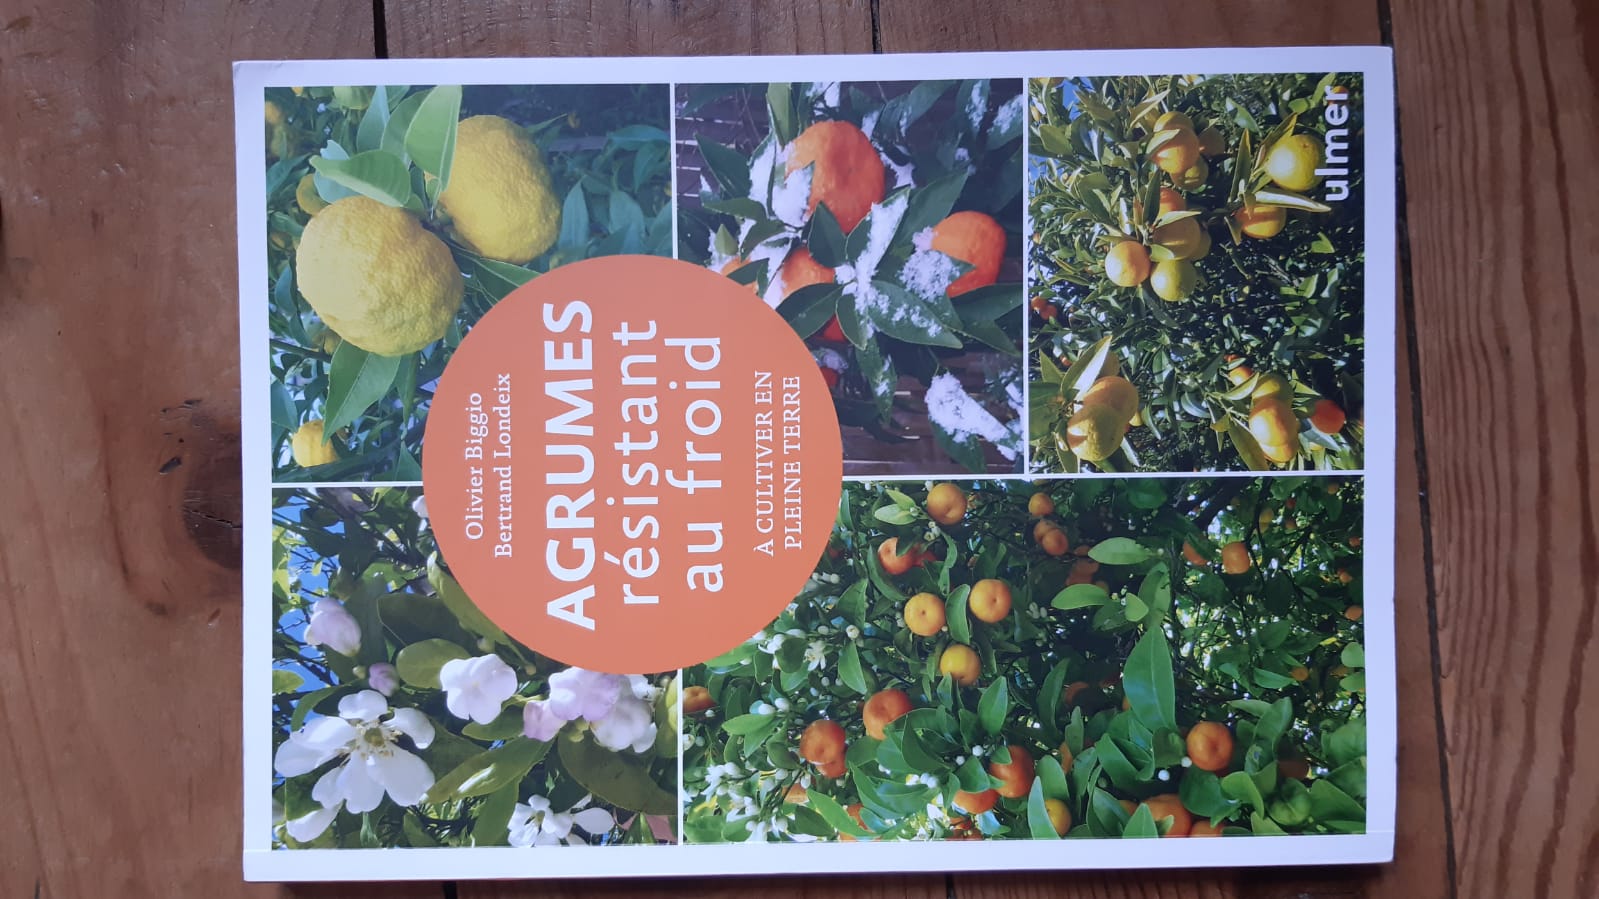 Olivier Biggio
Bertrand Londeix
AGRUMES
résistant
au froid
À CULTIVER EN
PLEINE TERRE
ulmer